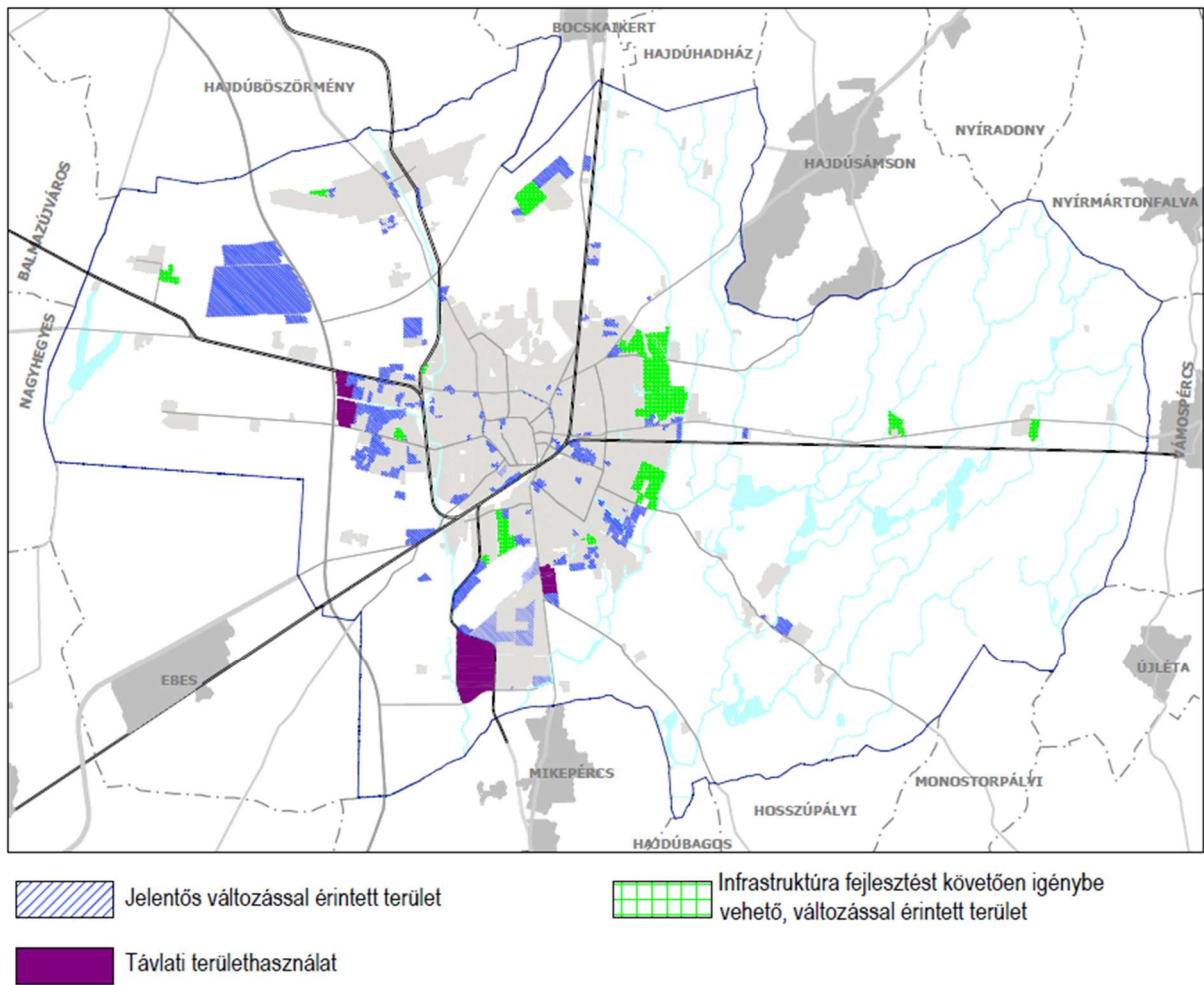 BOCSKAIKERT
HAJDÚHADHÁZ
HAJDÚBÖSZÖRMÉNY
NYÍRADONY
HAJDÚSÁMSON
BALMAZÚJVÁROS
NYÍRMÁRTONFALVA
NAGYHEGYES
VÁMOSPÉRCS
EBES
ÚJLÉTA
MIKEPÉRCS
MONOSTORPÁLYI
HOSSZÚPÁLYI
HAJDÚBAGOS
Jelentős változással érintett terület
Infrastruktúra fejlesztést követően igénybe
vehető, változással érintett terület
Távlati területhasználat